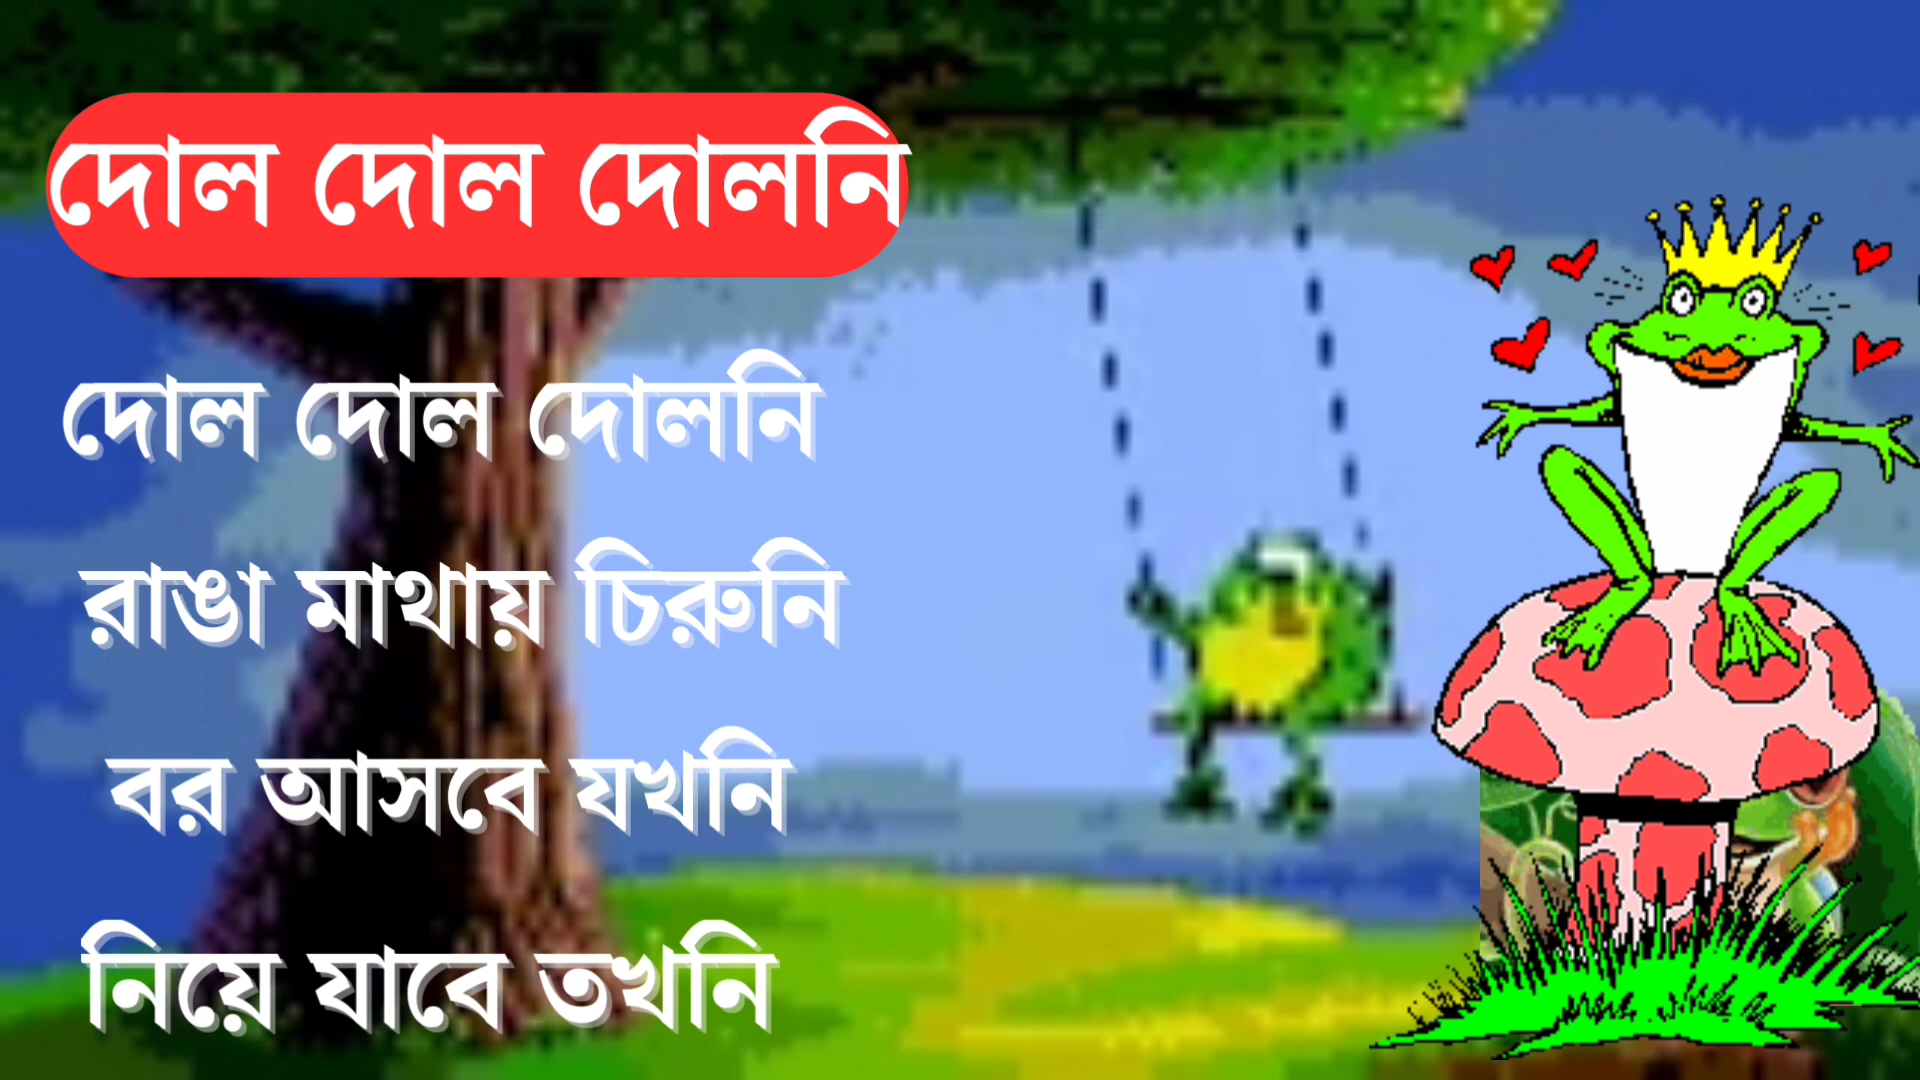 দোল দোল দোলনি
দোল দোল দোলনি
রাঙা মাথায় চিরুনি
বর আসবে যখনি
নিয়ে যাবে তখনি